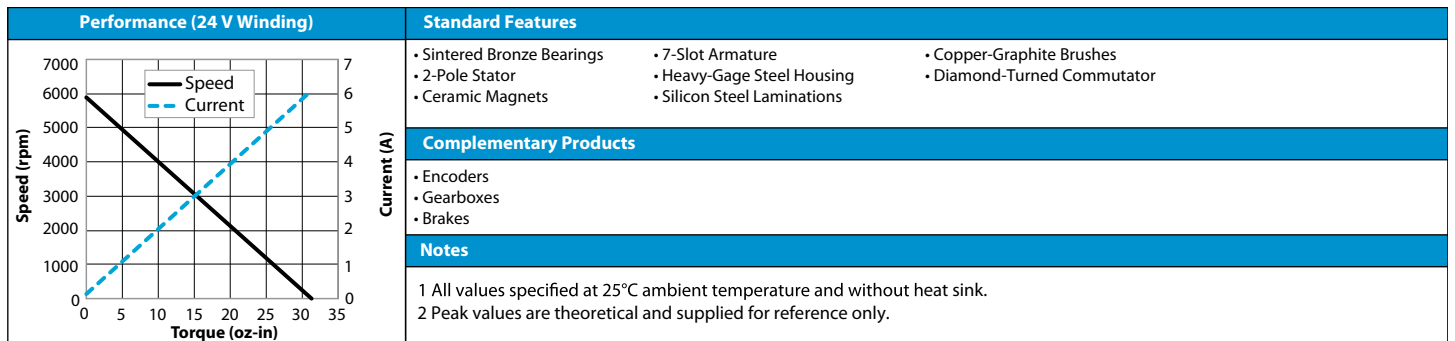 Performance (24 V Winding)
Speed (rpm)
7000
6000
5000
4000
3000
2000
1000
0
Speed
Current
7
6
5
4
3
2
1
0
Current (A)
0 5 10 15 20 25 30 35
Torque (oz-in)
Standard Features
• Sintered Bronze Bearings
• 2-Pole Stator
• Ceramic Magnets
• 7-Slot Armature
• Heavy-Gage Steel Housing
• Silicon Steel Laminations
• Copper-Graphite Brushes
• Diamond-Turned Commutator
Complementary Products
• Encoders
• Gearboxes
• Brakes
Notes
1 All values specified at 25°C ambient temperature and without heat sink.
2 Peak values are theoretical and supplied for reference only.